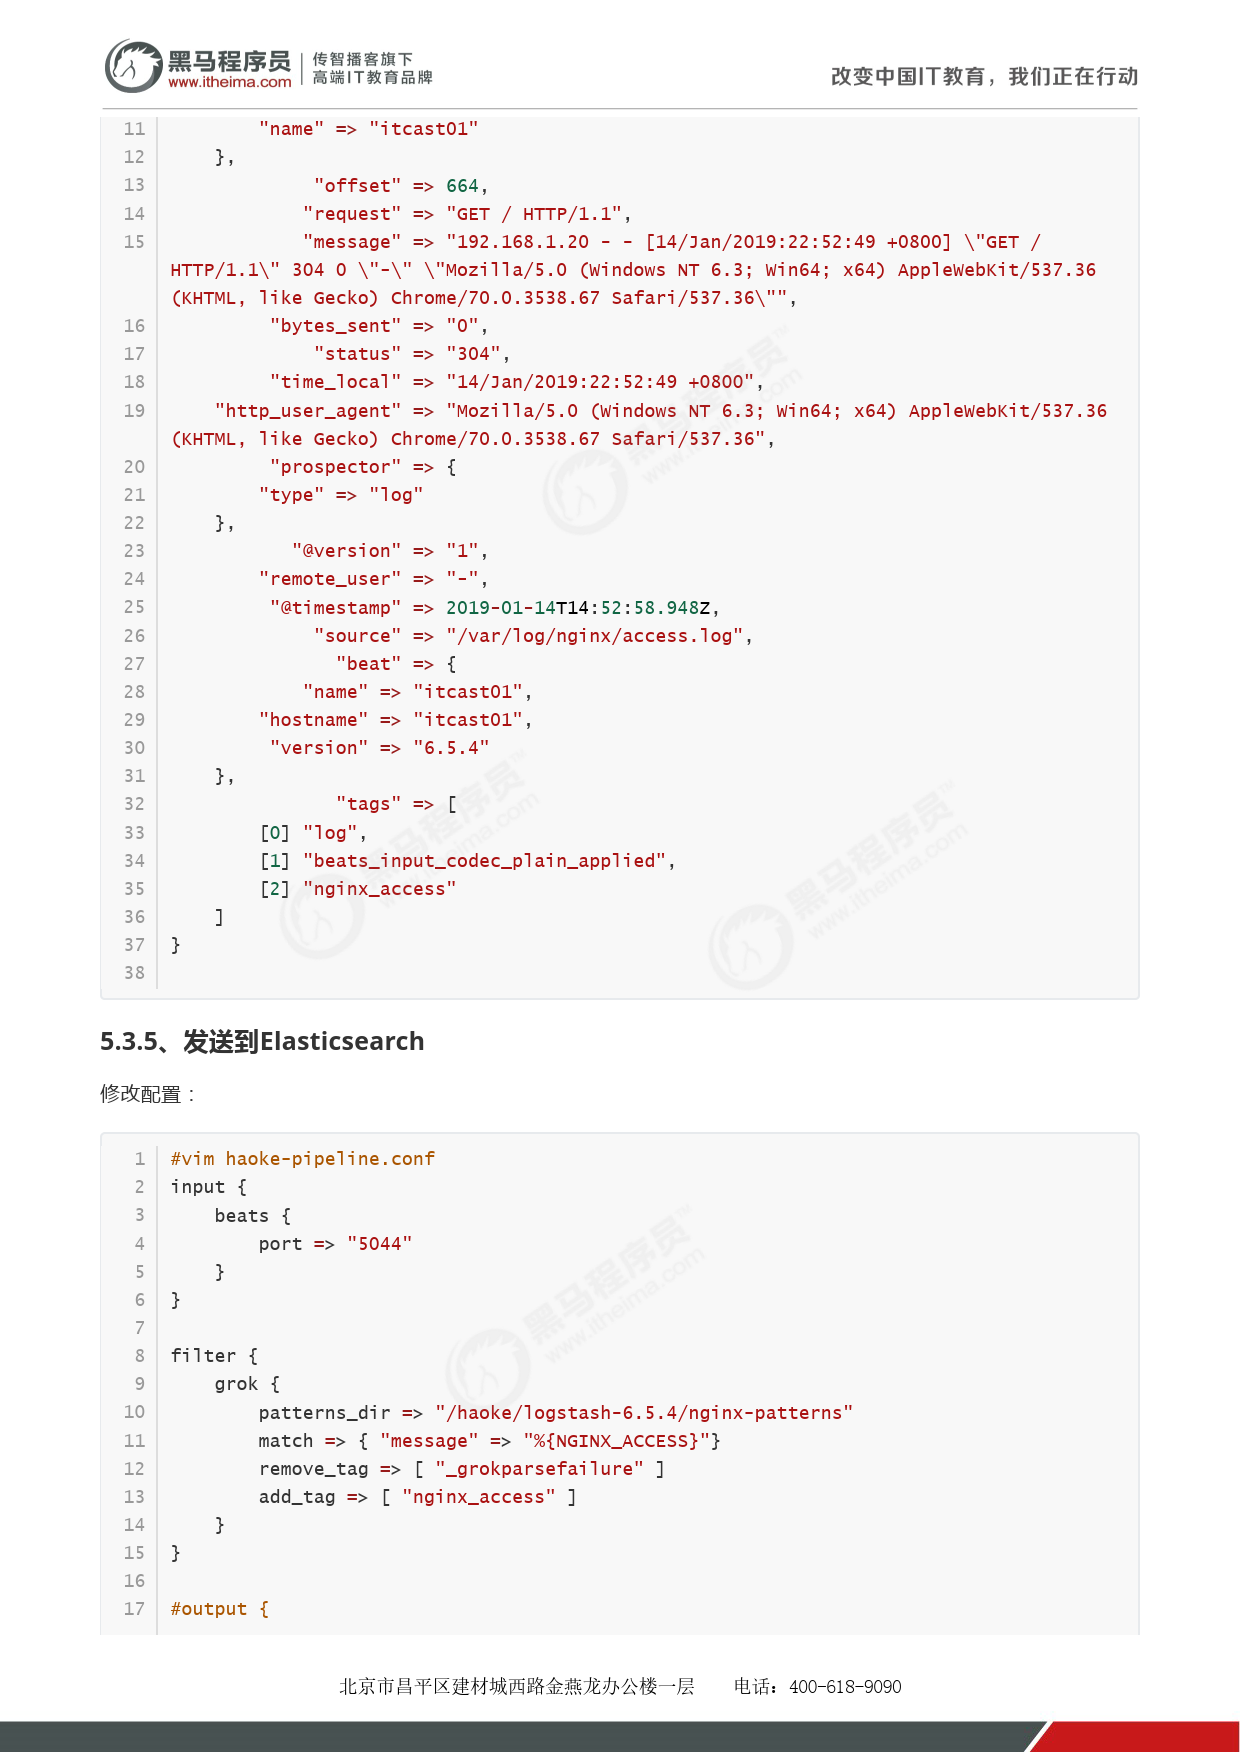 黑马程序员 传智播客旗下
www.itheima.com 高端IT教育品牌
改变中国IT教育，我们正在行动
11 "name" => "itcast01"
12 },
13 "offset" => 664,
14 "request" => "GET / HTTP/1.1",
15 "message" => "192.168.1.20 - - [14/Jan/2019:22:52:49 +0800] \"GET /
HTTP/1.1\" 304 0 \"-\" \"Mozilla/5.0 (Windows NT 6.3; Win64; x64) AppleWebKit/537.36
(KHTML, like Gecko) Chrome/70.0.3538.67 Safari/537.36\"",
16 "bytes_sent" => "0",
17 "status" => "304",
18 "time_local" => "14/Jan/2019:22:52:49 +0800",
19 "http_user_agent" => "Mozilla/5.0 (Windows NT 6.3; Win64; x64) AppleWebKit/537.36
(KHTML, like Gecko) Chrome/70.0.3538.67 Safari/537.36",
20 "prospector" => {
21 "type" => "log"
22 },
23 "@version" => "1",
24 "remote_user" => "-",
25 "@timestamp" => 2019-01-14T14:52:58.948Z,
26 "source" => "/var/log/nginx/access.log",
27 "beat" => {
28 "name" => "itcast01",
29 "hostname" => "itcast01",
30 "version" => "6.5.4"
31 },
32 "tags" => [
33 [0] "log",
34 [1] "beats_input_codec_plain_applied",
35 [2] "nginx_access"
36 ]
37 }
38
5.3.5、发送到Elasticsearch
修改配置：
1 #vim haoke-pipeline.conf
2 input {
3 beats {
4 port => "5044"
5 }
6 }
7
8 filter {
9 grok {
10 patterns_dir => "/haoke/logstash-6.5.4/nginx-patterns"
11 match => { "message" => "%{NGINX_ACCESS}"}
12 remove_tag => [ "_grokparsefailure" ]
13 add_tag => [ "nginx_access" ]
14 }
15 }
16
17 #output {
北京市昌平区建材城西路金燕龙办公楼一层 电话：400-618-9090